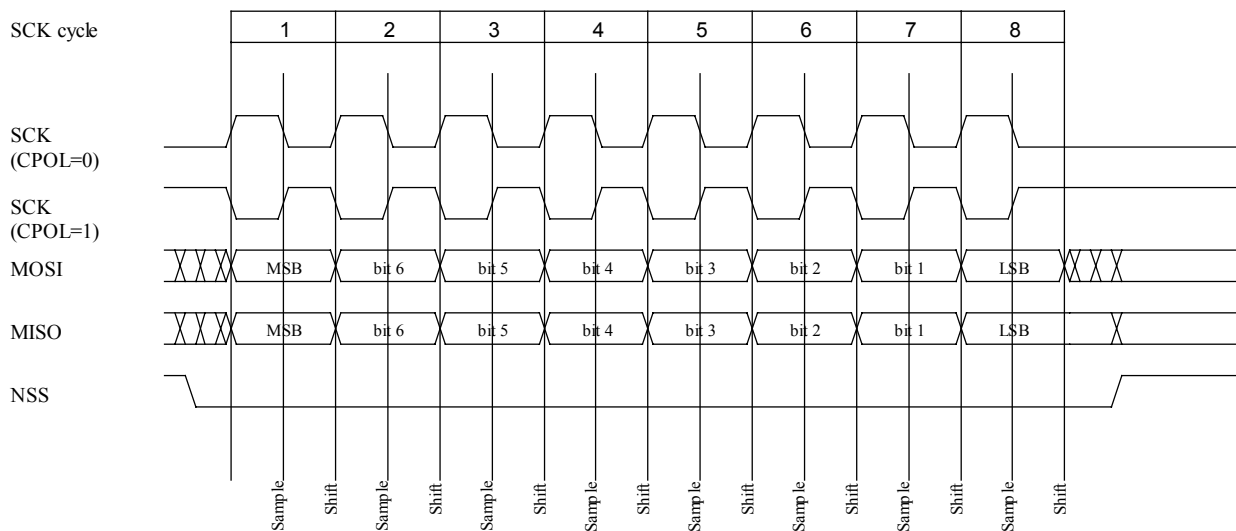 SCK cycle 1 2 3 4 5 6 7 8
SCK
(CPOL=0)
SCK
(CPOL=1)
MOSI MSB bit 6 bit 5 bit 4 bit 3 bit 2 bit 1 LSB
MISO MSB bit 6 bit 5 bit 4 bit 3 bit 2 bit 1 LSB
NSS
Sample Shift Sample Shift Sample Shift Sample Shift Sample Shift Sample Shift Sample Shift Sample Shift